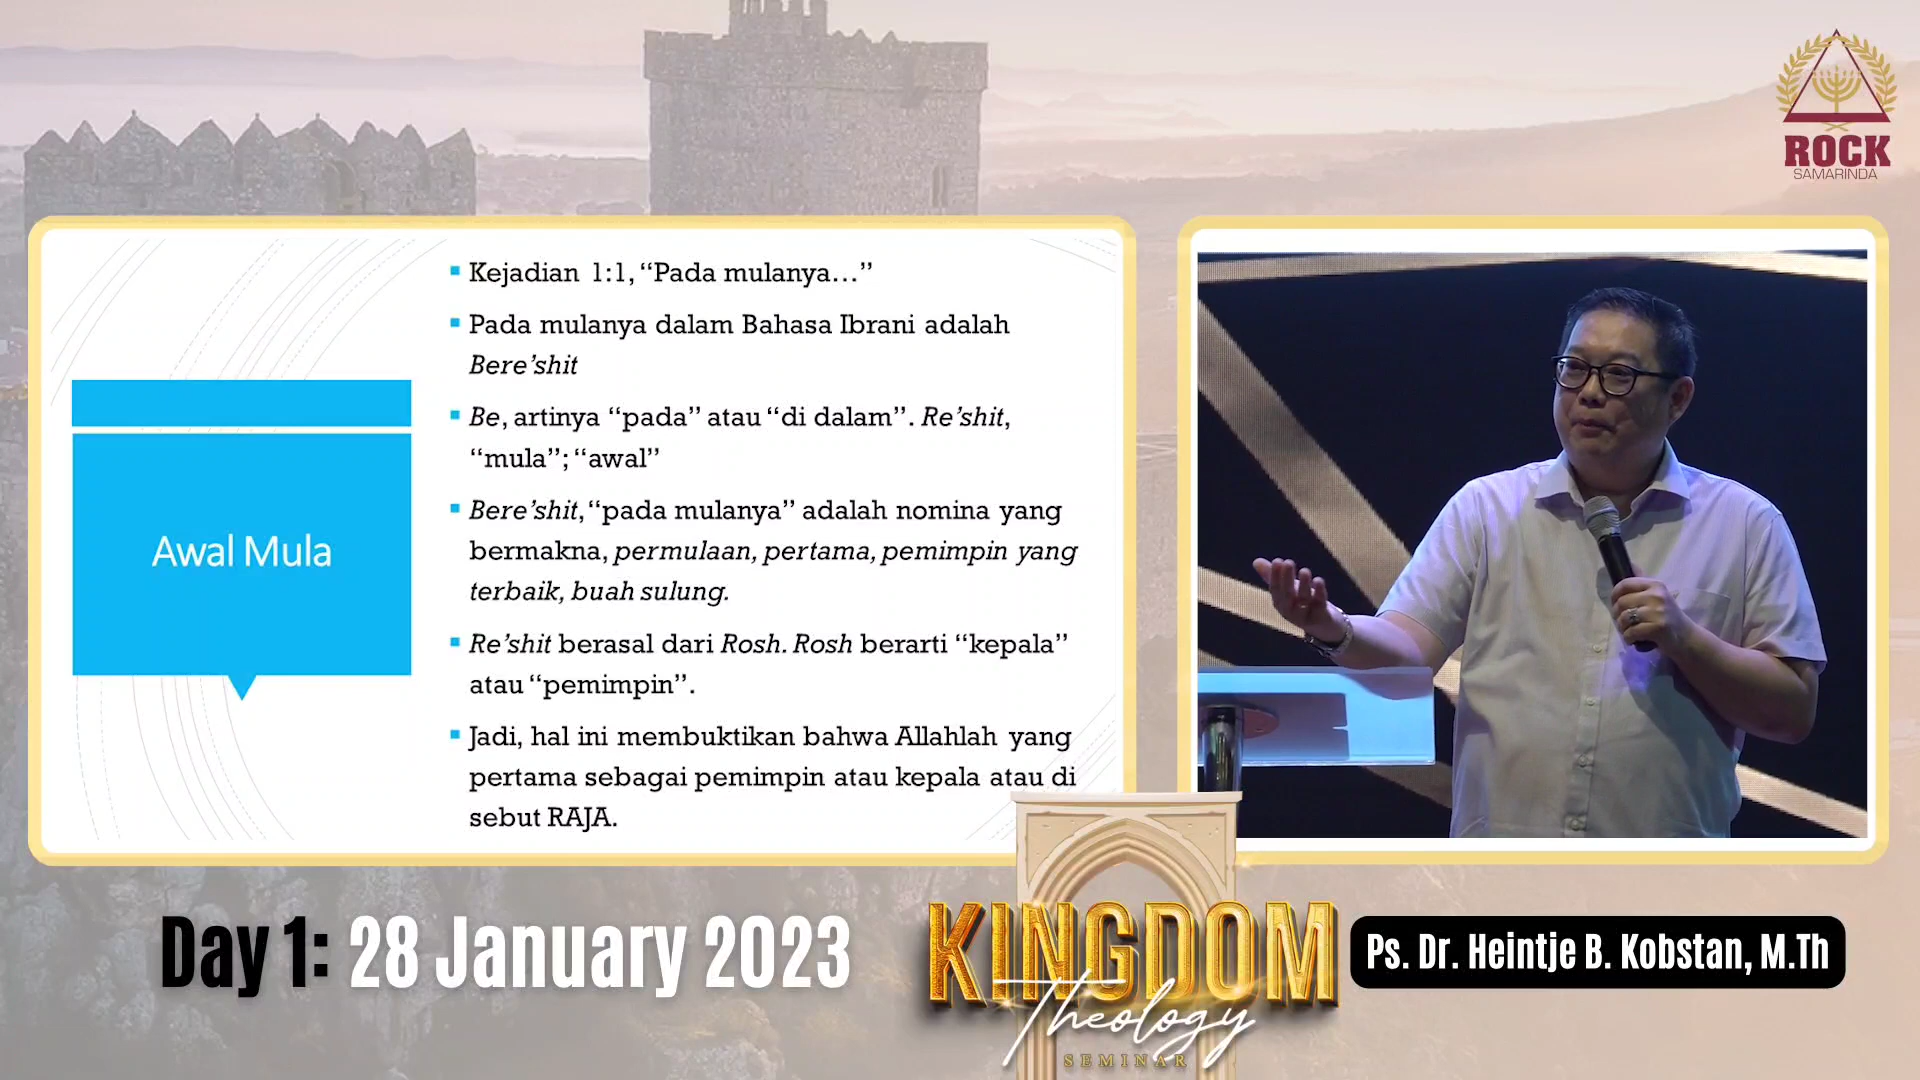 ROCK
SAMARINDA
Kejadian 1:1, “Pada mulanya…”
Pada mulanya dalam Bahasa Ibrani adalah
Bere’shit
Be, artinya “pada” atau “di dalam”. Re’shit,
“mula”; “awal”
Bere’shit, “pada mulanya” adalah nomina yang
bermakna, permulaan, pertama, pemimpin yang
terbaik, buah sulung.
Re’shit berasal dari Rosh. Rosh berarti “kepala”
atau “pemimpin”.
Jadi, hal ini membuktikan bahwa Allahlah yang
pertama sebagai pemimpin atau kepala atau di
sebut RAJA.
Awal Mula
Day 1: 28 January 2023
KINGDOM
Theology
SEMINAR
Ps. Dr. Heintje B. Kobstan, M.Th